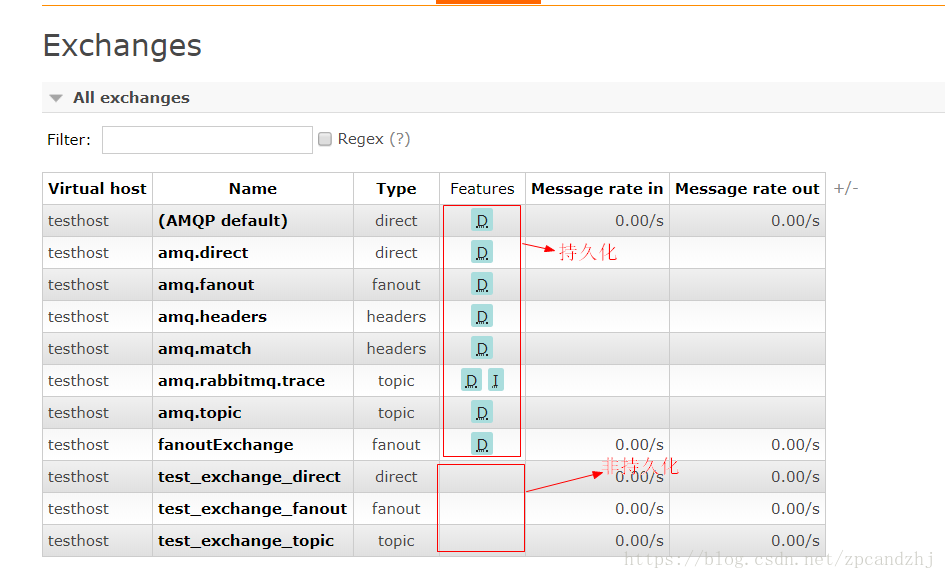 Exchanges
All exchanges
Filter: Regex (?)
Virtual host Name Type Features Message rate in Message rate out +/-
testhost (AMQP default) direct D 0.00/s 0.00/s
testhost amq.direct direct D 持久化
testhost amq.fanout fanout D
testhost amq.headers headers D
testhost amq.match headers D
testhost amq.rabbitmq.trace topic D I
testhost amq.topic topic D
testhost fanoutExchange fanout D 0.00/s 0.00/s
非持久化
testhost test_exchange_direct direct 0.00/s 0.00/s
testhost test_exchange_fanout fanout 0.00/s 0.00/s
testhost test_exchange_topic topic 0.00/s 0.00/s
https://blog.csdn.net/zpcandzhj